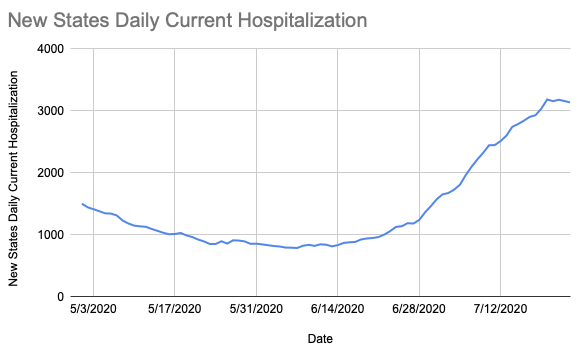 New States Daily Current Hospitalization
New States Daily Current Hospitalization
4000
3000
2000
1000
0
5/3/2020 5/17/2020 5/31/2020 6/14/2020 6/28/2020 7/12/2020
Date